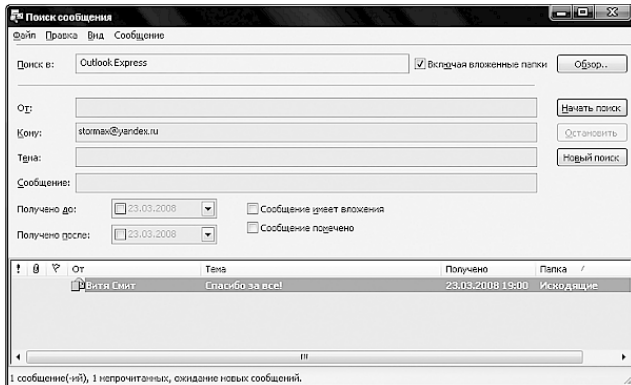 Поиск сообщения
Файл Правка Вид Сообщение
Поиск в: Outlook Express Включая вложенные папки Обзор...
От: Начать поиск
Кому: stormax@yandex.ru Остановить
Тема: Новый поиск
Сообщение:
Получено до: 23.03.2008 Сообщение имеет вложения
Получено после: 23.03.2008 Сообщение помечено
! От Тема Получено Папка
Витя Смит Спасибо за все! 23.03.2008 19:00 Исходящие
1 сообщение(-ий), 1 непрочитанных, ожидание новых сообщений.